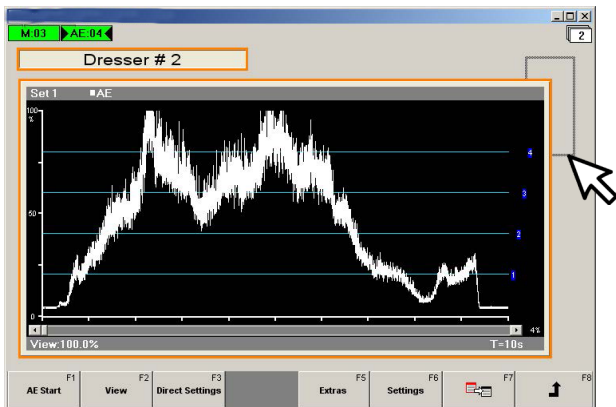 M:03 AE:04
2
Dresser # 2
Set 1 AE
100
%
4
3
50
2
1
0
4%
View:100.0% T=10s
F1 F2 F3 F5 F6 F7 F8
AE Start View Direct Settings Extras Settings